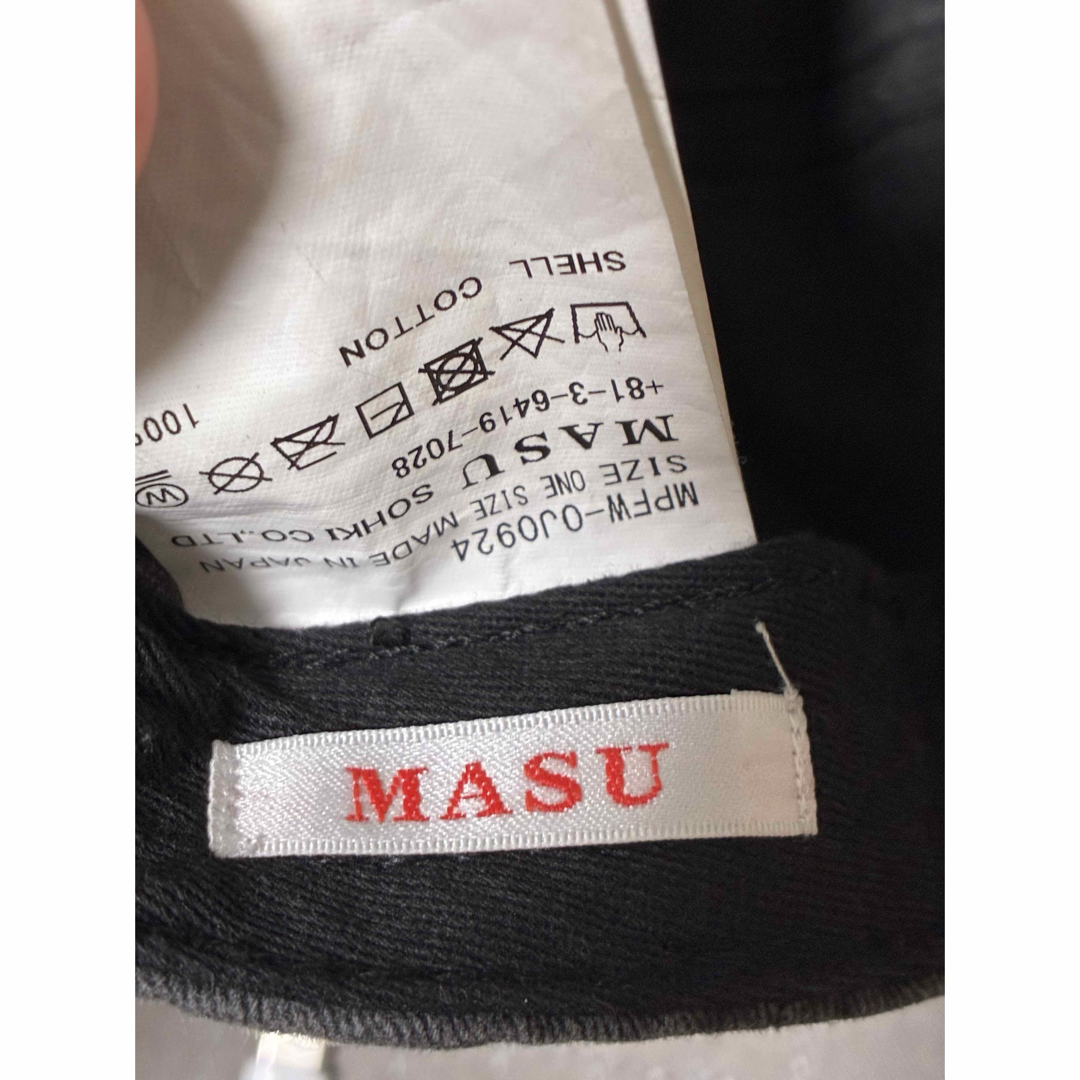 SHELL COTTON 100
W
+81-3-6419-7028
MASU SOHKI CO.,LTD
SIZE ONE SIZE MADE IN JAPAN
MPFW-0J0924
MASU